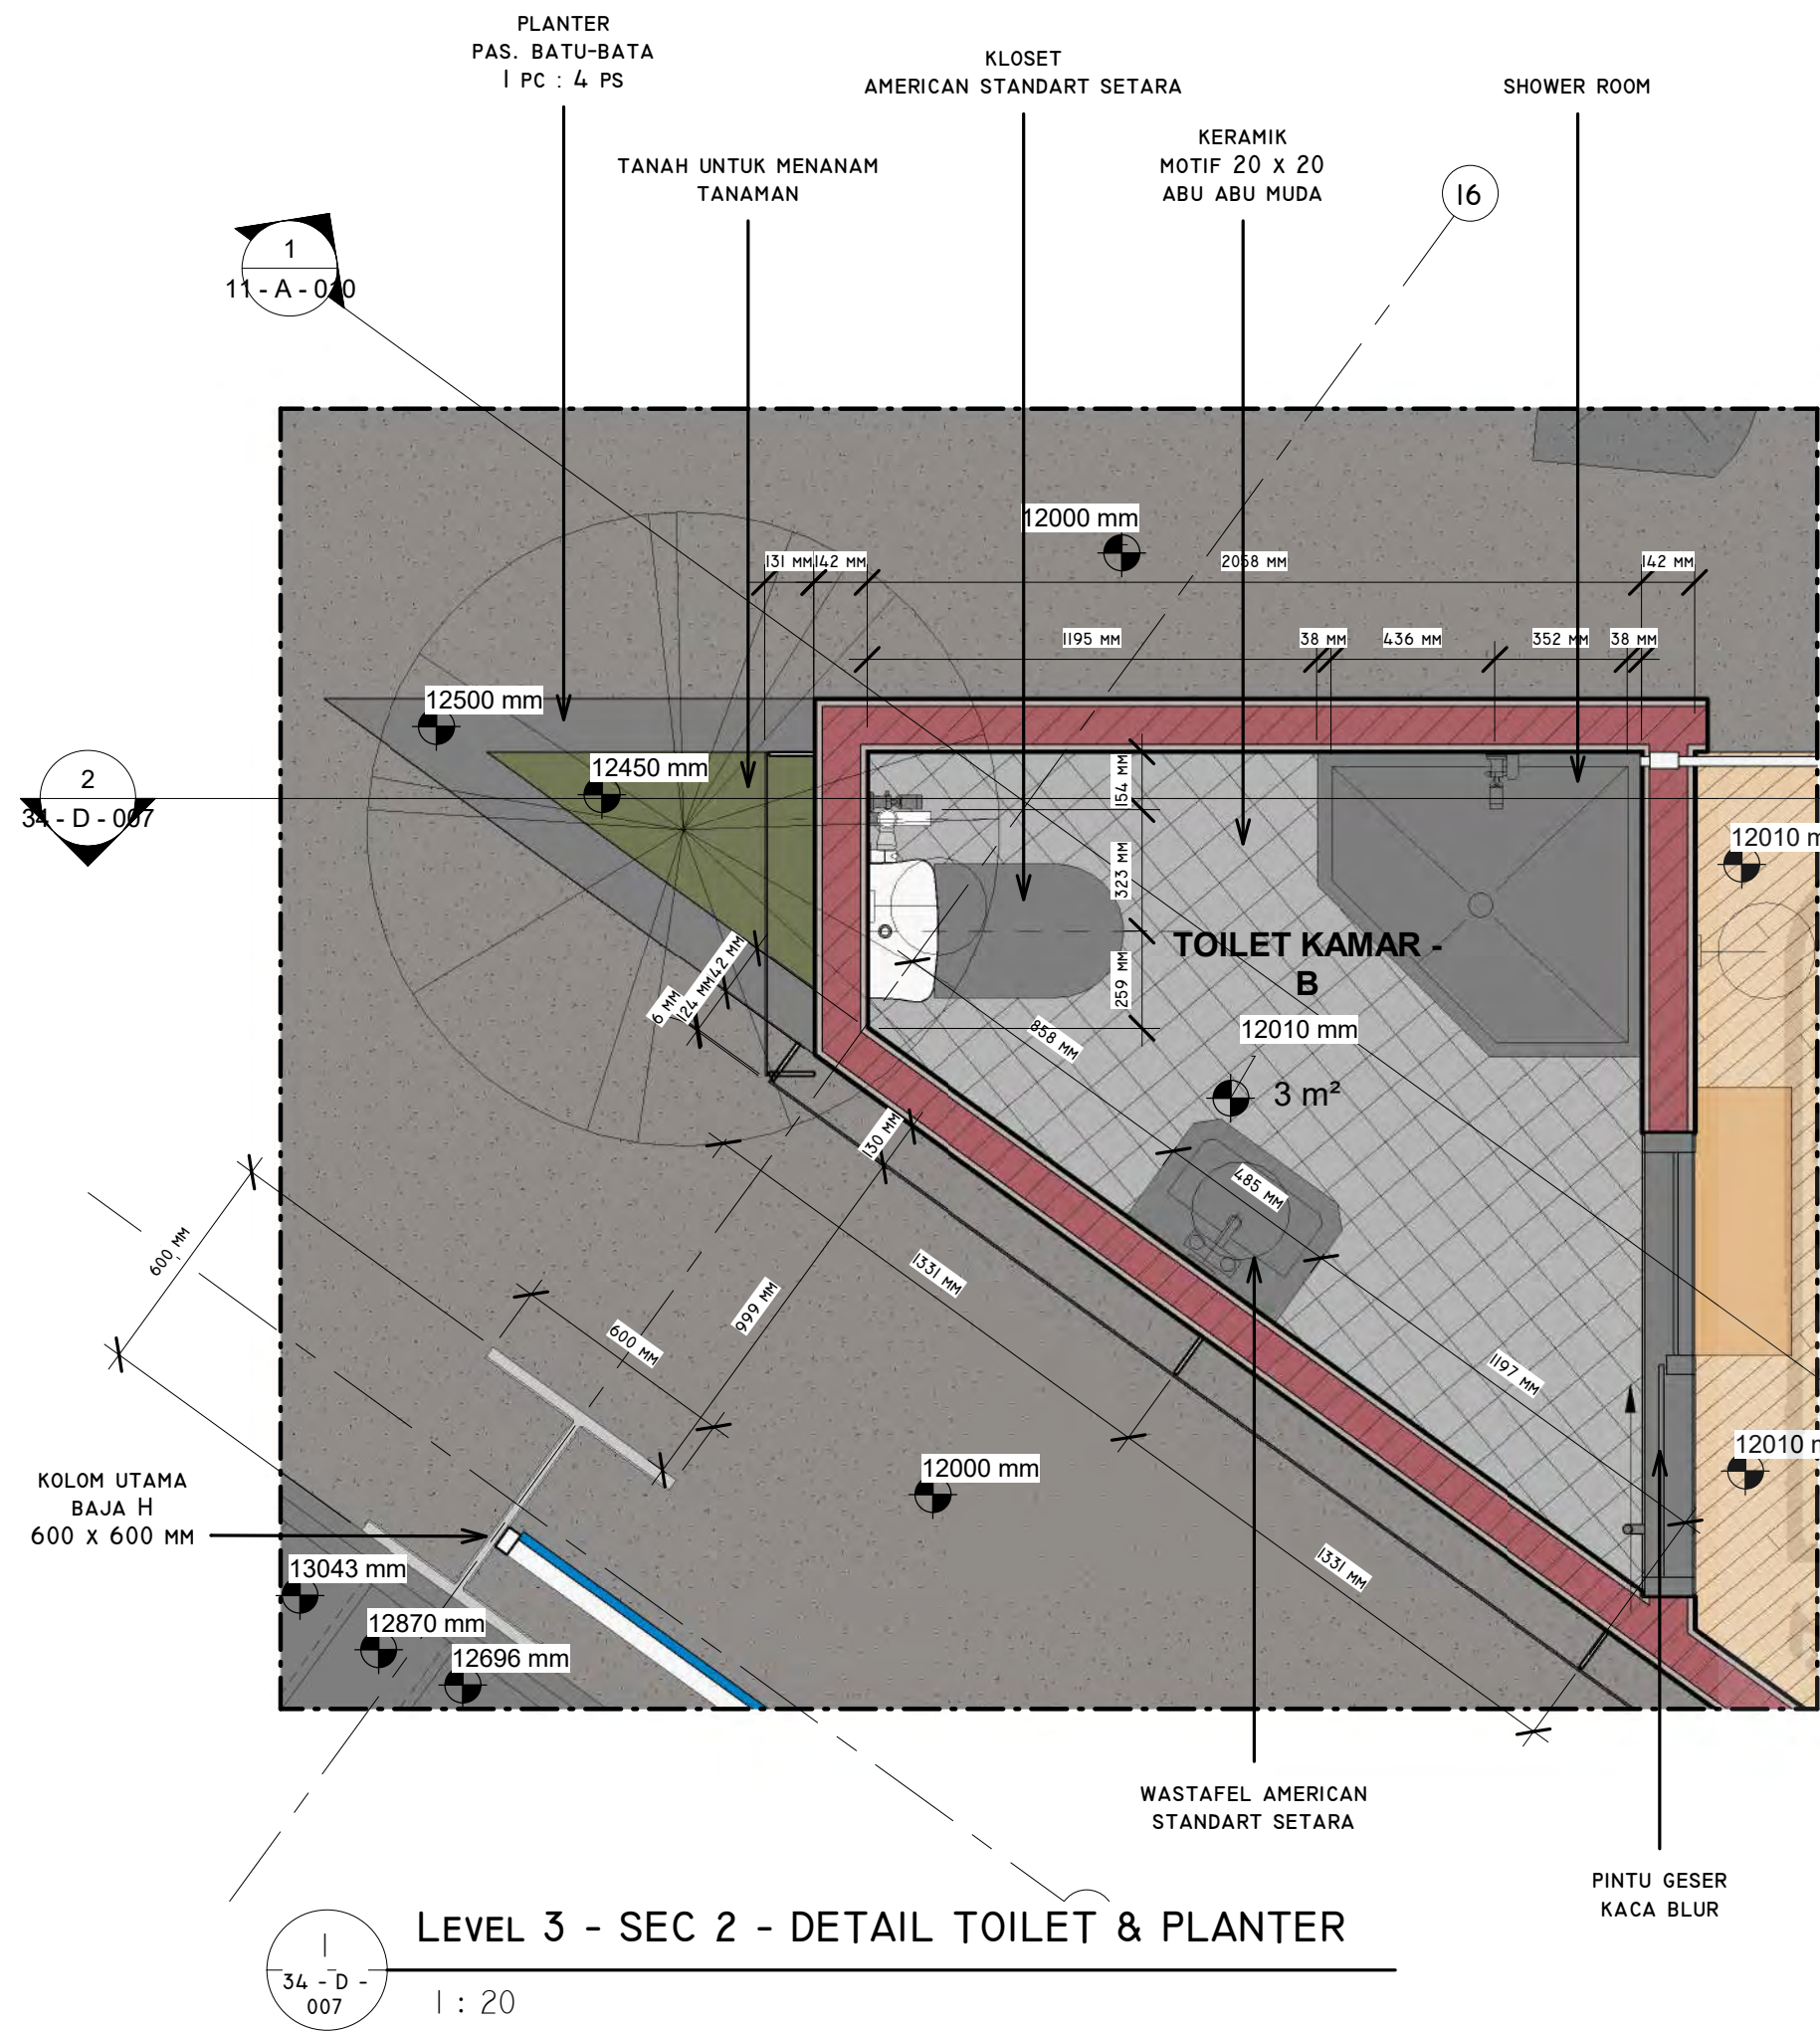 PLANTER
PAS. BATU-BATA
1 PC : 4 PS
KLOSET
AMERICAN STANDART SETARA
SHOWER ROOM
TANAH UNTUK MENANAM
TANAMAN
KERAMIK
MOTIF 20 X 20
ABU ABU MUDA
16
1
11 - A - 010
12000 mm
131 MM
142 MM
2058 MM
142 MM
1195 MM
38 MM
436 MM
352 MM
38 MM
12500 mm
12450 mm
2
34 - D - 007
154 MM
12010 m
323 MM
TOILET KAMAR -
B
259 MM
42 MM
124 MM
6 MM
858 MM
12010 mm
3 m²
130 MM
485 MM
600 MM
1331 MM
999 MM
600 MM
1197 MM
12000 mm
12010 m
KOLOM UTAMA
BAJA H
600 X 600 MM
1331 MM
13043 mm
12870 mm
12696 mm
WASTAFEL AMERICAN
STANDART SETARA
PINTU GESER
KACA BLUR
LEVEL 3 - SEC 2 - DETAIL TOILET & PLANTER
1
34 - D -
007
1 : 20